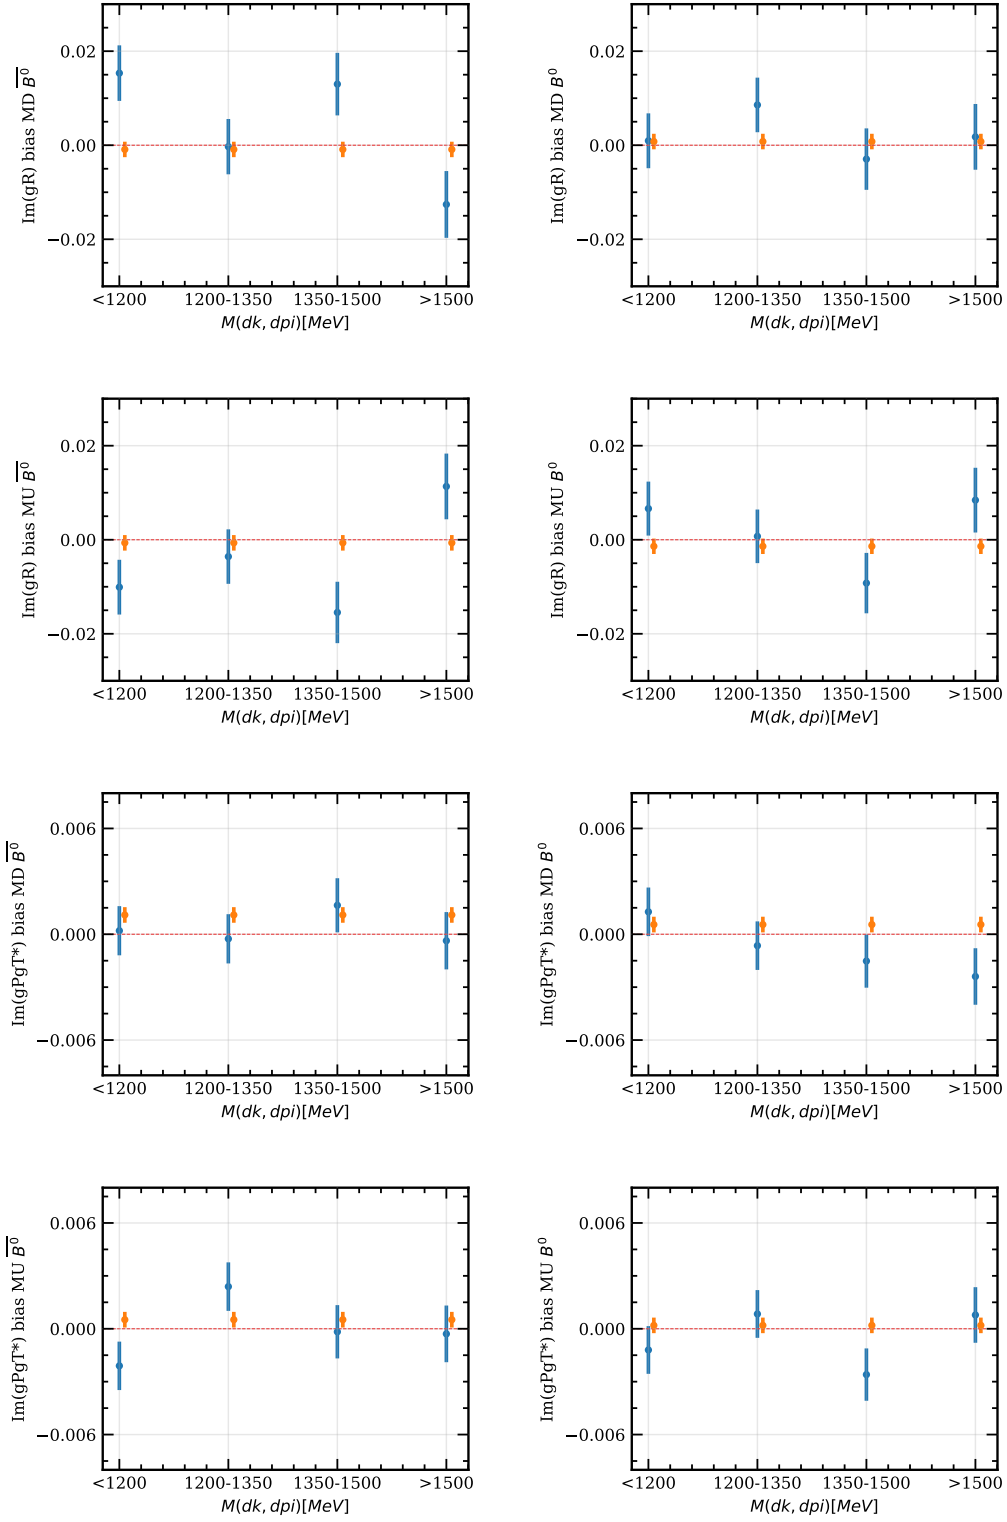 Im(gR) bias MD B̅⁰
0.02
0.00
−0.02
<1200 1200-1350 1350-1500 >1500
M(dk, dpi)[MeV]
Im(gR) bias MD B⁰
0.02
0.00
−0.02
<1200 1200-1350 1350-1500 >1500
M(dk, dpi)[MeV]
Im(gR) bias MU B̅⁰
0.02
0.00
−0.02
<1200 1200-1350 1350-1500 >1500
M(dk, dpi)[MeV]
Im(gR) bias MU B⁰
0.02
0.00
−0.02
<1200 1200-1350 1350-1500 >1500
M(dk, dpi)[MeV]
Im(gPgT*) bias MD B̅⁰
0.006
0.000
−0.006
<1200 1200-1350 1350-1500 >1500
M(dk, dpi)[MeV]
Im(gPgT*) bias MD B⁰
0.006
0.000
−0.006
<1200 1200-1350 1350-1500 >1500
M(dk, dpi)[MeV]
Im(gPgT*) bias MU B̅⁰
0.006
0.000
−0.006
<1200 1200-1350 1350-1500 >1500
M(dk, dpi)[MeV]
Im(gPgT*) bias MU B⁰
0.006
0.000
−0.006
<1200 1200-1350 1350-1500 >1500
M(dk, dpi)[MeV]